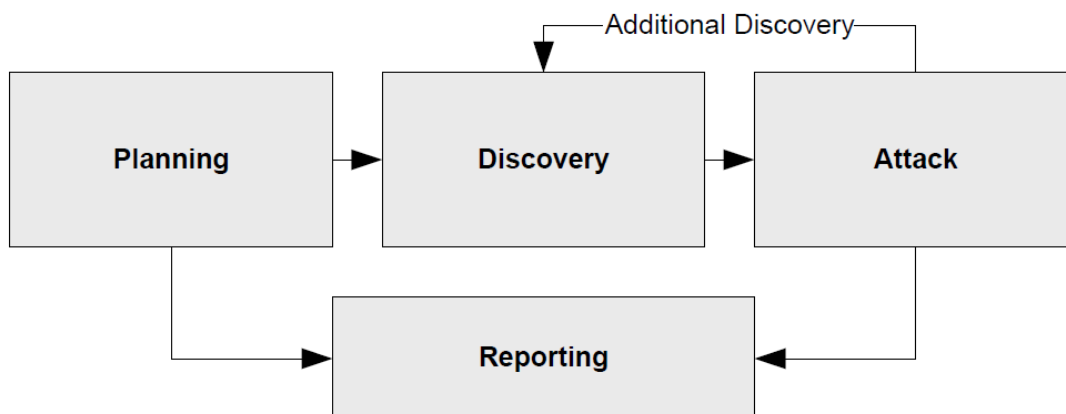 Additional Discovery
Planning
Discovery
Attack
Reporting